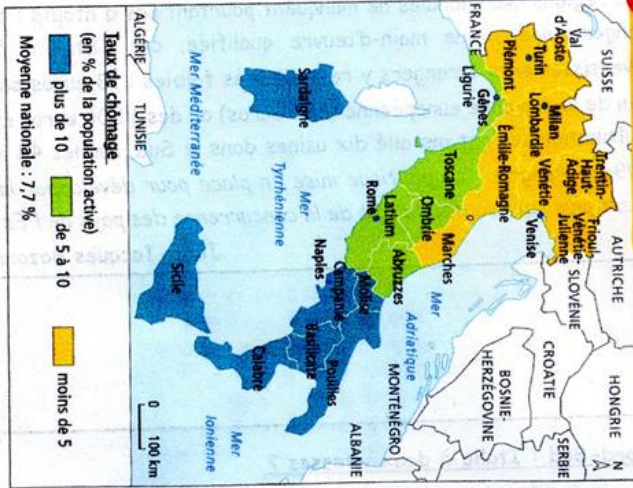 SUISSE
AUTRICHE
HONGRIE
N
Val
d'Aoste
Trentin-
Haut-
Adige
Frioul
Vénétie-
Julienne
SLOVÉNIE
CROATIE
Milan
Lombardie
Vénétie
Venise
Turin
Piémont
FRANCE
Gênes
Ligurie
Émilie-Romagne
BOSNIE-
HERZÉGOVINE
SERBIE
Toscane
Marches
Ombrie
Mer
Adriatique
MONTÉNÉGRO
Latium
Rome
Abruzzes
Molise
ALBANIE
Sardaigne
Mer
Tyrrhénienne
Naples
Campanie
Pouilles
Basilicate
Calabre
Mer Méditerranée
Sicile
Mer
Ionienne
ALGÉRIE
TUNISIE
0 100 km
Taux de chômage
(en % de la population active)
plus de 10
de 5 à 10
moins de 5
Moyenne nationale : 7,7 %